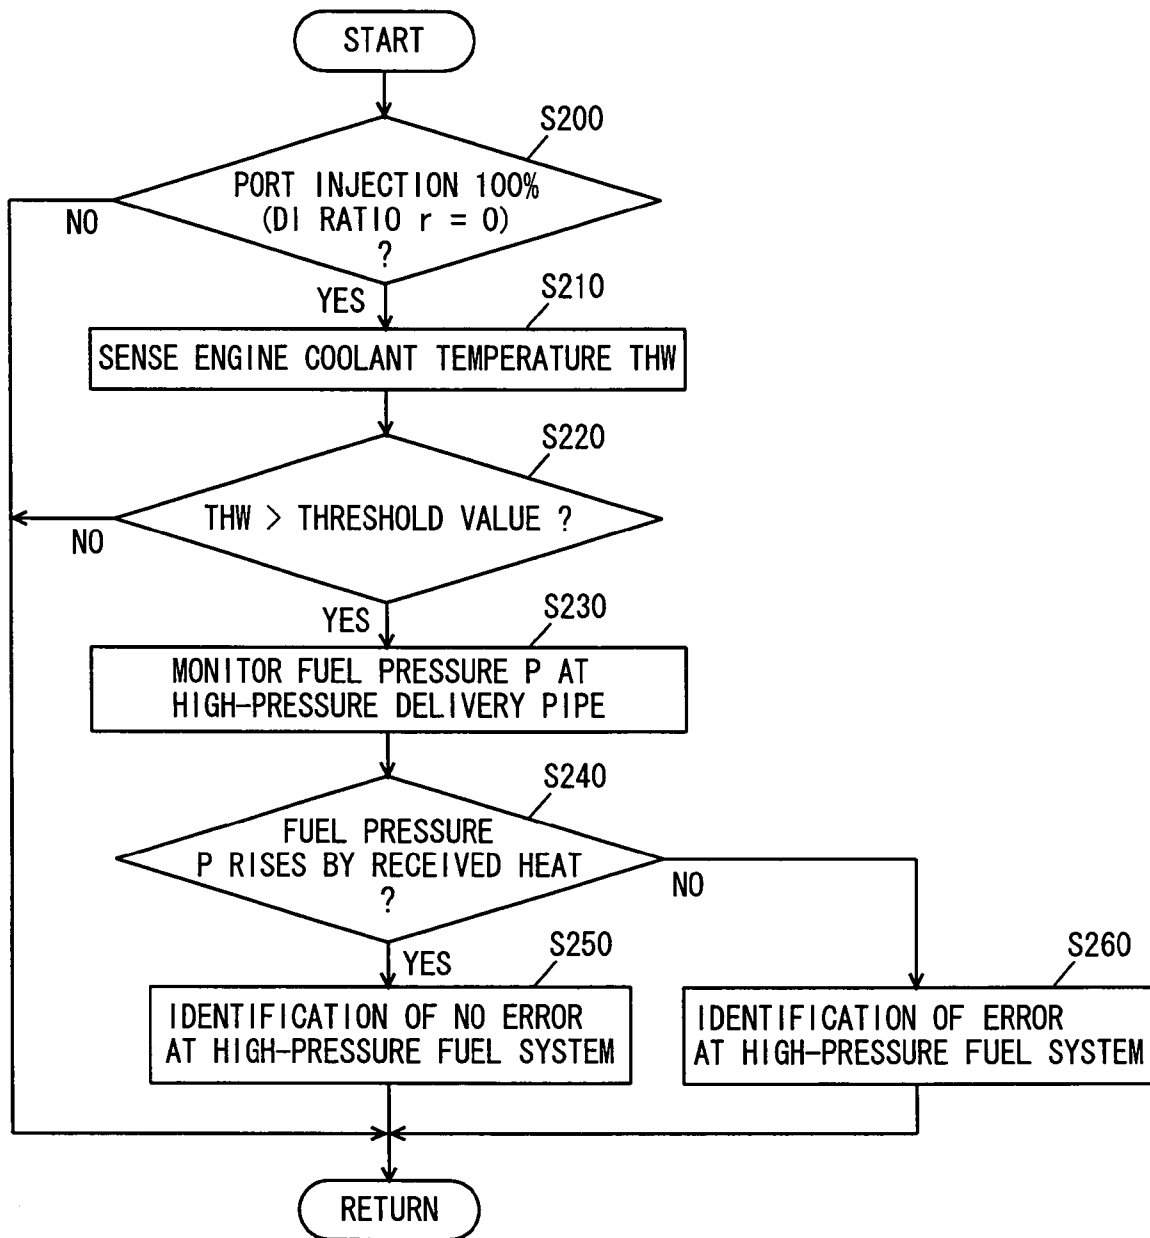 START
S200
PORT INJECTION 100%
(DI RATIO r = 0)
?
NO
YES
S210
SENSE ENGINE COOLANT TEMPERATURE THW
S220
THW > THRESHOLD VALUE ?
NO
YES
S230
MONITOR FUEL PRESSURE P AT
HIGH-PRESSURE DELIVERY PIPE
S240
FUEL PRESSURE
P RISES BY RECEIVED HEAT
?
NO
YES
S250
IDENTIFICATION OF NO ERROR
AT HIGH-PRESSURE FUEL SYSTEM
S260
IDENTIFICATION OF ERROR
AT HIGH-PRESSURE FUEL SYSTEM
RETURN